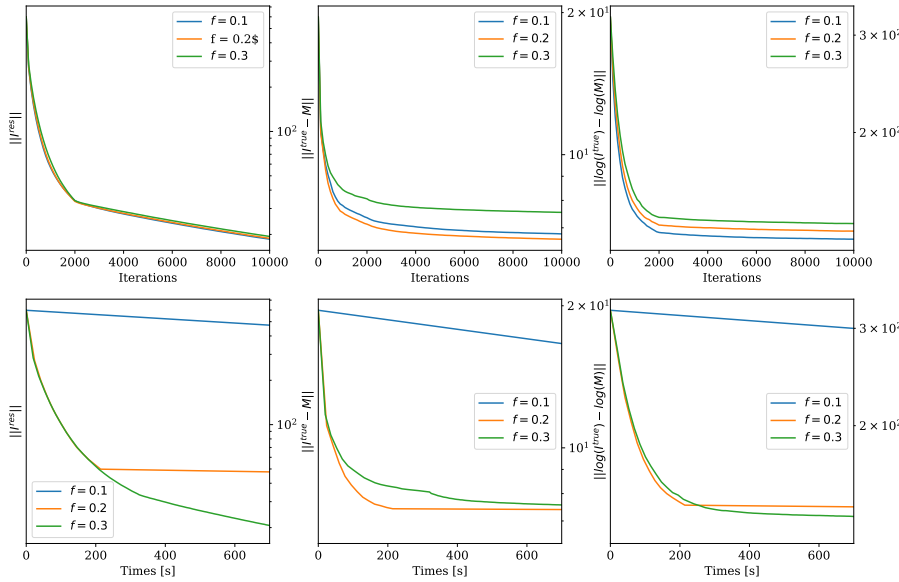 ||I^{res}||
f = 0.1
f = 0.2$
f = 0.3
10^2
0 2000 4000 6000 8000 10000
Iterations
||I^{true} − M||
f = 0.1
f = 0.2
f = 0.3
2 × 10^1
10^1
0 2000 4000 6000 8000 10000
Iterations
||log(I^{true}) − log(M)||
f = 0.1
f = 0.2
f = 0.3
3 × 10^2
2 × 10^2
0 2000 4000 6000 8000 10000
Iterations
||I^{res}||
f = 0.1
f = 0.2
f = 0.3
10^2
0 200 400 600
Times [s]
||I^{true} − M||
f = 0.1
f = 0.2
f = 0.3
2 × 10^1
10^1
0 200 400 600
Times [s]
||log(I^{true}) − log(M)||
f = 0.1
f = 0.2
f = 0.3
3 × 10^2
2 × 10^2
0 200 400 600
Times [s]